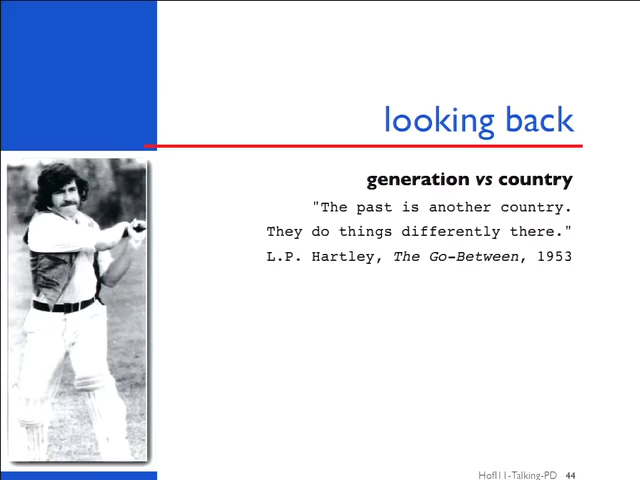 looking back
generation vs country
"The past is another country.
They do things differently there."
L.P. Hartley, The Go-Between, 1953
Hofl11-Talking-PD 44